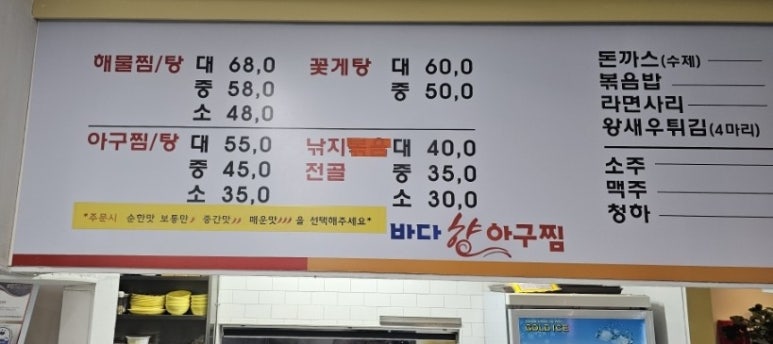 해물찜/탕 대 68,0
중 58,0
소 48,0
꽃게탕 대 60,0
중 50,0
아구찜/탕 대 55,0
중 45,0
소 35,0
낚지볶음 대 40,0
전골 중 35,0
소 30,0
*주문시 순한맛 보통맛 중간맛 매운맛 을 선택해주세요*
바다향아구찜
돈까스(수제)
볶음밥
라면사리
왕새우튀김(4마리)
소주
맥주
청하
GOLD ICE